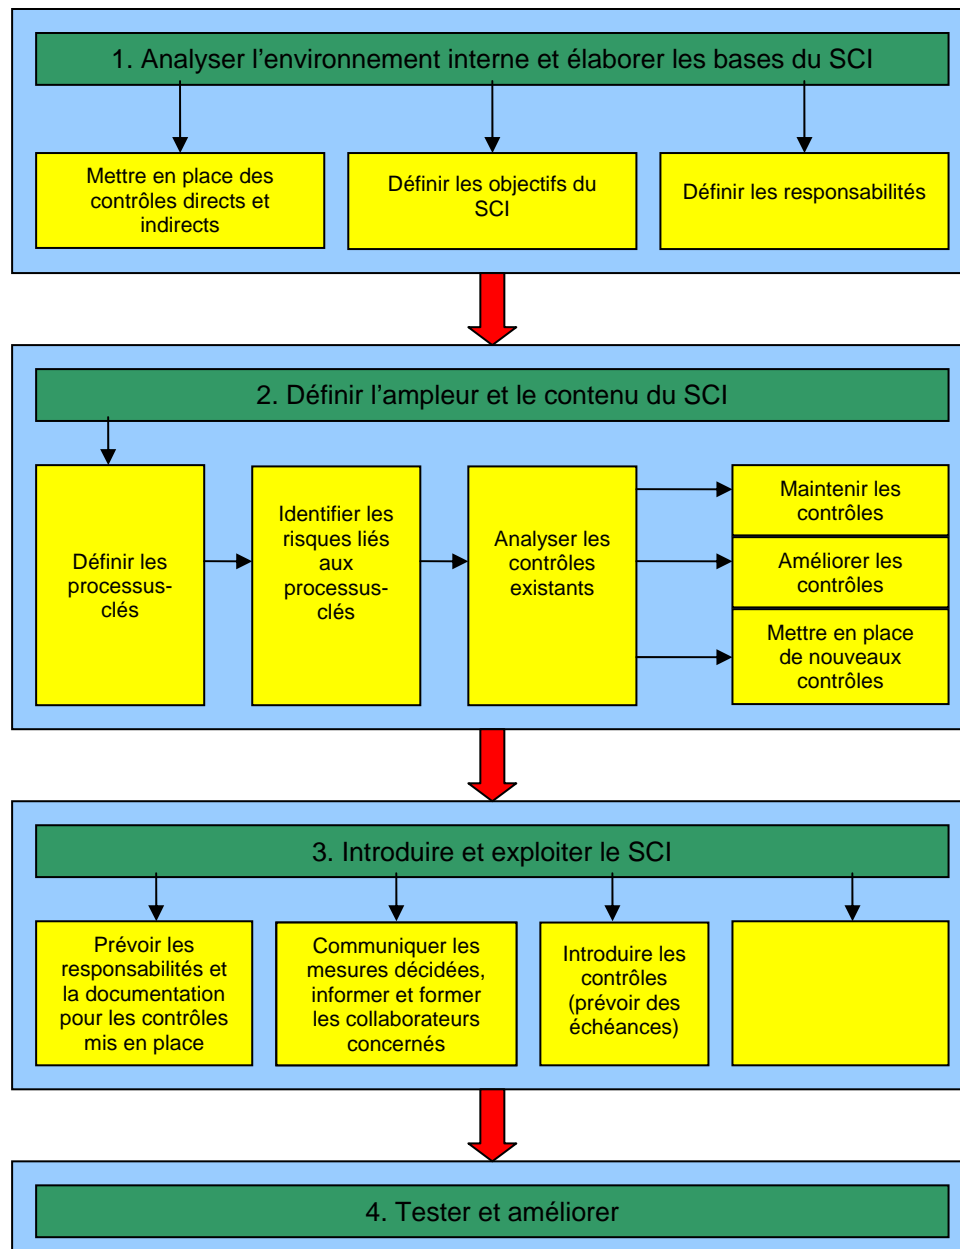 1. Analyser l’environnement interne et élaborer les bases du SCI
Mettre en place des
contrôles directs et
indirects
Définir les objectifs du
SCI
Définir les responsabilités
2. Définir l’ampleur et le contenu du SCI
Définir les
processus-
clés
Identifier les
risques liés
aux
processus-
clés
Analyser les
contrôles
existants
Maintenir les
contrôles
Améliorer les
contrôles
Mettre en place
de nouveaux
contrôles
3. Introduire et exploiter le SCI
Prévoir les
responsabilités et
la documentation
pour les contrôles
mis en place
Communiquer les
mesures décidées,
informer et former
les collaborateurs
concernés
Introduire les
contrôles
(prévoir des
échéances)
4. Tester et améliorer